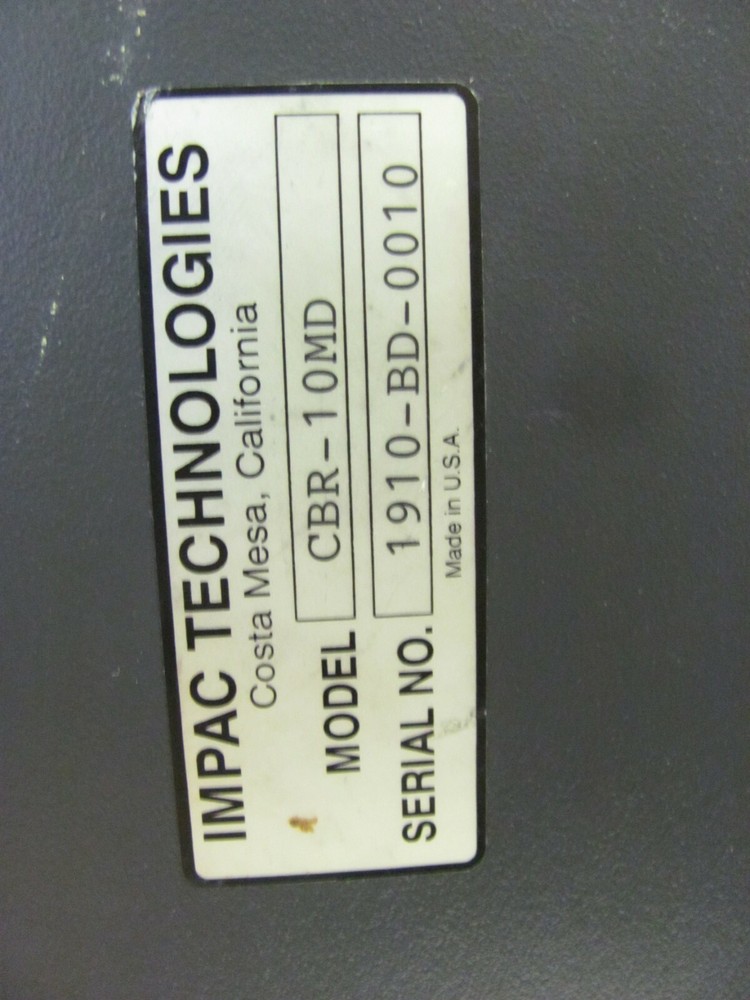 IMPAC TECHNOLOGIES
Costa Mesa, California
MODEL CBR-10MD
SERIAL NO. 1910-BD-0010
Made in U.S.A.